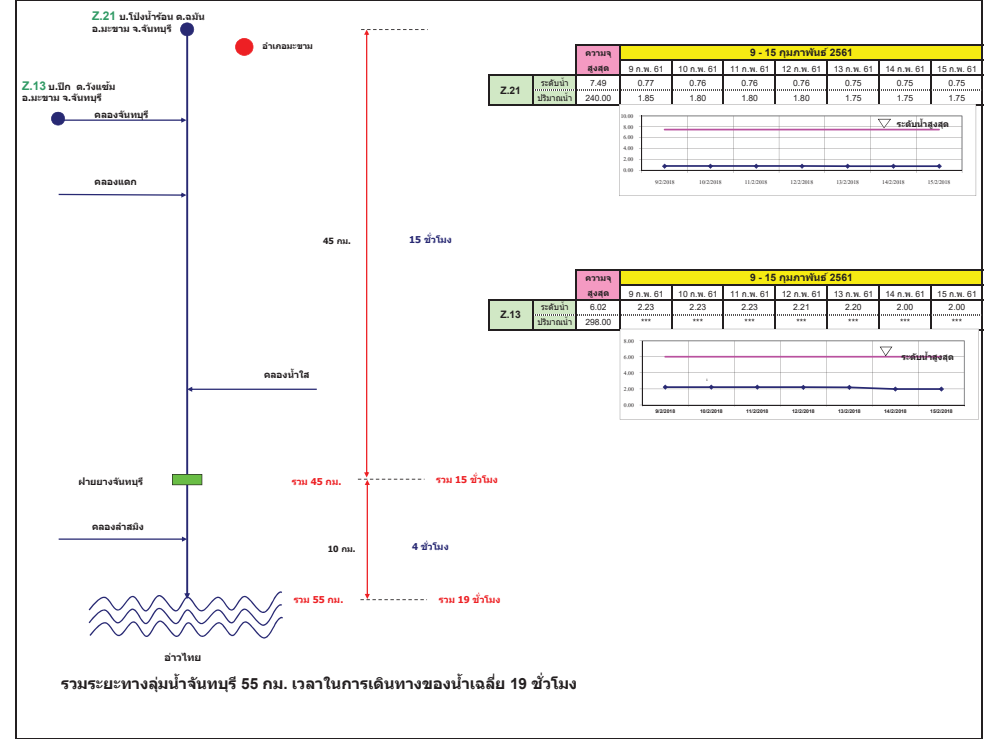 Z.21 บ.โป่งน้ำร้อน ต.ฉมัน
อ.มะขาม จ.จันทบุรี
อำเภอมะขาม
Z.13 บ.ปึก ต.วังแซ้ม
อ.มะขาม จ.จันทบุรี
คลองจันทบุรี
คลองแตก
45 กม. 15 ชั่วโมง
คลองน้ำใส
ฝายยางจันทบุรี
รวม 45 กม. รวม 15 ชั่วโมง
คลองลำสมิง
10 กม. 4 ชั่วโมง
รวม 55 กม. รวม 19 ชั่วโมง
อ่าวไทย
รวมระยะทางลุ่มน้ำจันทบุรี 55 กม. เวลาในการเดินทางของน้ำเฉลี่ย 19 ชั่วโมง
ความจุ 9 - 15 กุมภาพันธ์ 2561
สูงสุด 9 ก.พ. 61 10 ก.พ. 61 11 ก.พ. 61 12 ก.พ. 61 13 ก.พ. 61 14 ก.พ. 61 15 ก.พ. 61
Z.21 ระดับน้ำ 7.49 0.77 0.76 0.76 0.76 0.75 0.75 0.75
ปริมาณน้ำ 240.00 1.85 1.80 1.80 1.80 1.75 1.75 1.75
10.00
8.00
6.00
4.00
2.00
0.00
ระดับน้ำสูงสุด
9/2/2018 10/2/2018 11/2/2018 12/2/2018 13/2/2018 14/2/2018 15/2/2018
ความจุ 9 - 15 กุมภาพันธ์ 2561
สูงสุด 9 ก.พ. 61 10 ก.พ. 61 11 ก.พ. 61 12 ก.พ. 61 13 ก.พ. 61 14 ก.พ. 61 15 ก.พ. 61
Z.13 ระดับน้ำ 6.02 2.23 2.23 2.23 2.21 2.20 2.00 2.00
ปริมาณน้ำ 298.00 *** *** *** *** *** *** ***
8.00
6.00
4.00
2.00
0.00
ระดับน้ำสูงสุด
9/2/2018 10/2/2018 11/2/2018 12/2/2018 13/2/2018 14/2/2018 15/2/2018